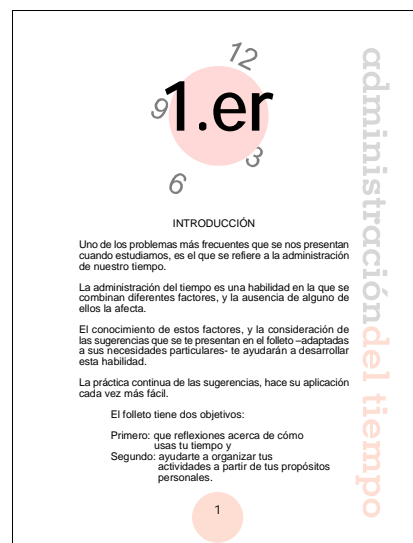 12
9
1.er
3
6
administración del tiempo
INTRODUCCIÓN
Uno de los problemas más frecuentes que se nos presentan
cuando estudiamos, es el que se refiere a la administración
de nuestro tiempo.
La administración del tiempo es una habilidad en la que se
combinan diferentes factores, y la ausencia de alguno de
ellos la afecta.
El conocimiento de estos factores, y la consideración de
las sugerencias que se te presentan en el folleto –adaptadas
a sus necesidades particulares- te ayudarán a desarrollar
esta habilidad.
La práctica continua de las sugerencias, hace su aplicación
cada vez más fácil.
El folleto tiene dos objetivos:
Primero: que reflexiones acerca de cómo
usas tu tiempo y
Segundo: ayudarte a organizar tus
actividades a partir de tus propósitos
personales.
1